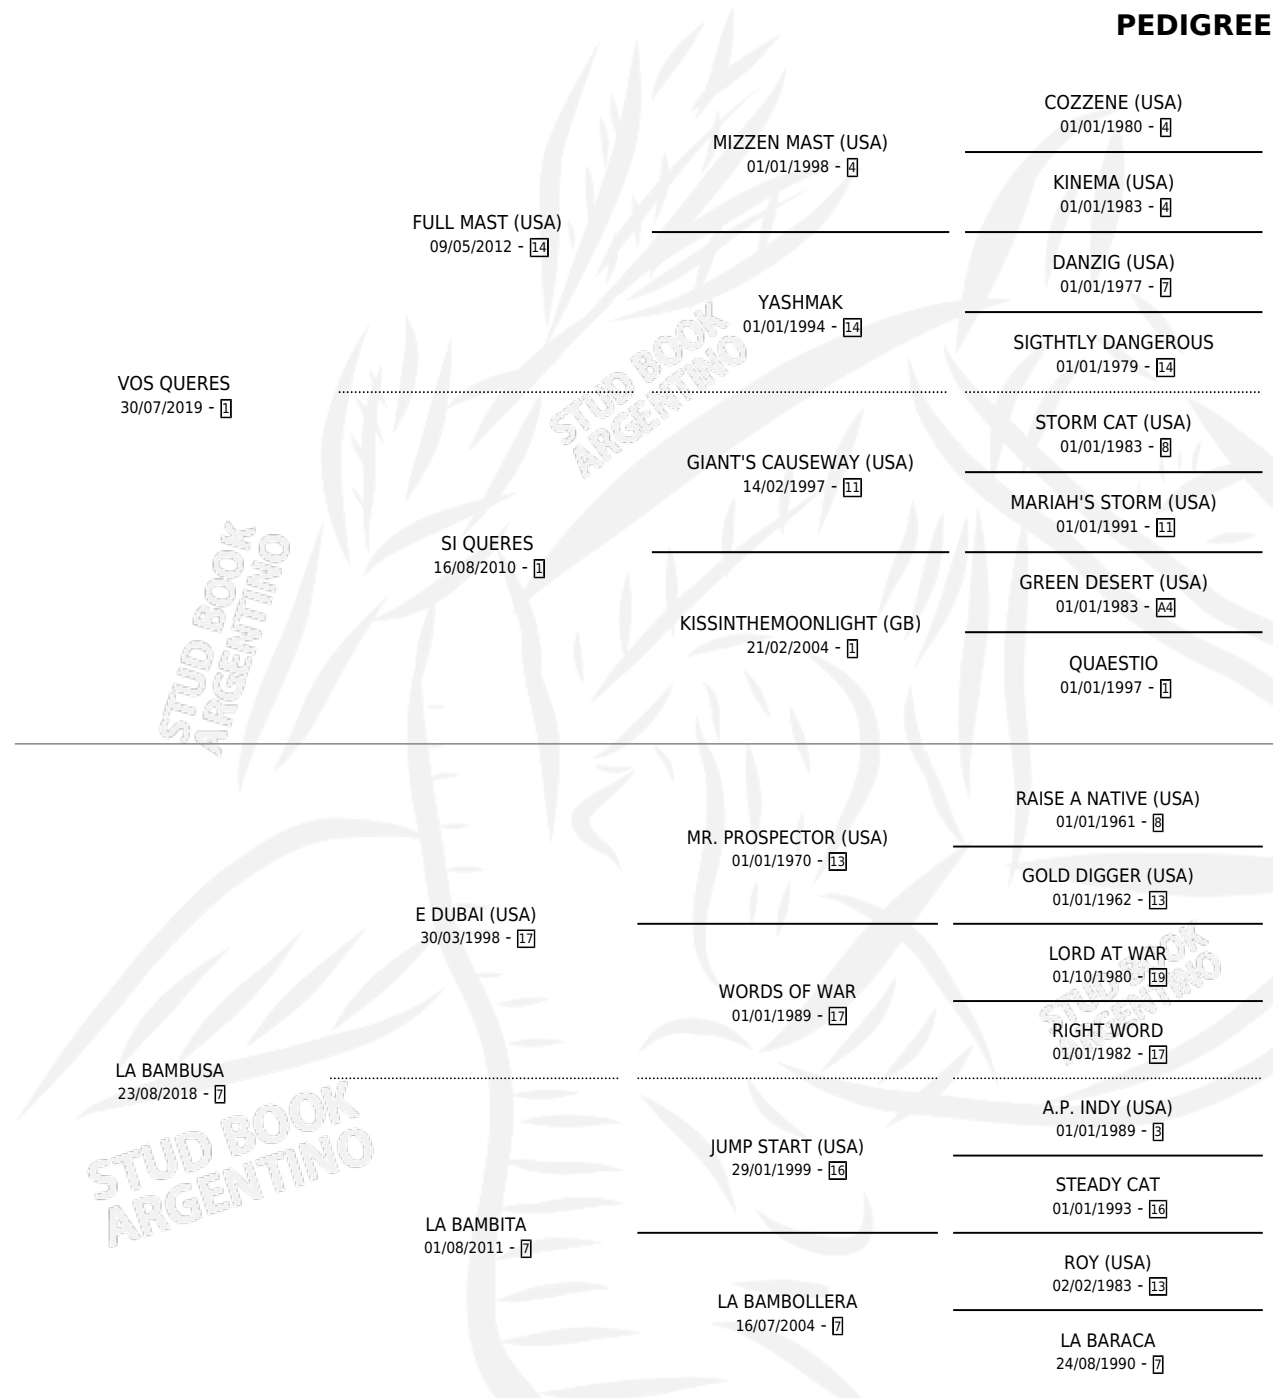 PEDIGREE
COZZENE (USA)
01/01/1980 - 4
MIZZEN MAST (USA)
01/01/1998 - 4
KINEMA (USA)
01/01/1983 - 4
FULL MAST (USA)
09/05/2012 - 14
DANZIG (USA)
01/01/1977 - 7
YASHMAK
01/01/1994 - 14
SIGTHTLY DANGEROUS
01/01/1979 - 14
VOS QUERES
30/07/2019 - 1
STORM CAT (USA)
01/01/1983 - 8
GIANT'S CAUSEWAY (USA)
14/02/1997 - 11
MARIAH'S STORM (USA)
01/01/1991 - 11
SI QUERES
16/08/2010 - 1
GREEN DESERT (USA)
01/01/1983 - A4
KISSINTHEMOONLIGHT (GB)
21/02/2004 - 1
QUAESTIO
01/01/1997 - 1
RAISE A NATIVE (USA)
01/01/1961 - 8
MR. PROSPECTOR (USA)
01/01/1970 - 13
GOLD DIGGER (USA)
01/01/1962 - 13
E DUBAI (USA)
30/03/1998 - 17
LORD AT WAR
01/10/1980 - 19
WORDS OF WAR
01/01/1989 - 17
RIGHT WORD
01/01/1982 - 17
LA BAMBUSA
23/08/2018 - 7
A.P. INDY (USA)
01/01/1989 - 3
JUMP START (USA)
29/01/1999 - 16
STEADY CAT
01/01/1993 - 16
LA BAMBITA
01/08/2011 - 7
ROY (USA)
02/02/1983 - 13
LA BAMBOLLERA
16/07/2004 - 7
LA BARACA
24/08/1990 - 7
STUD BOOK
ARGENTINO
STUD BOOK
ARGENTINO
STUD BOOK
ARGENTINO
STUD BOOK
ARGENTINO